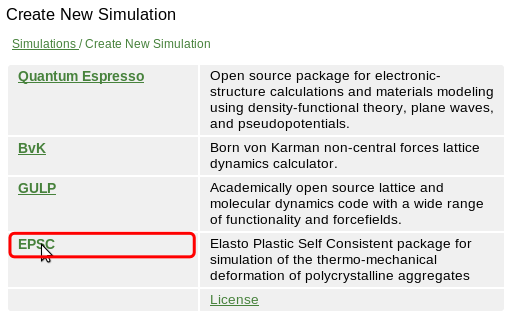 Create New Simulation
Simulations / Create New Simulation
Quantum Espresso
Open source package for electronic-
structure calculations and materials modeling
using density-functional theory, plane waves,
and pseudopotentials.
BvK
Born von Karman non-central forces lattice
dynamics calculator.
GULP
Academically open source lattice and
molecular dynamics code with a wide range
of functionality and forcefields.
EPSC
Elasto Plastic Self Consistent package for
simulation of the thermo-mechanical
deformation of polycrystalline aggregates
License